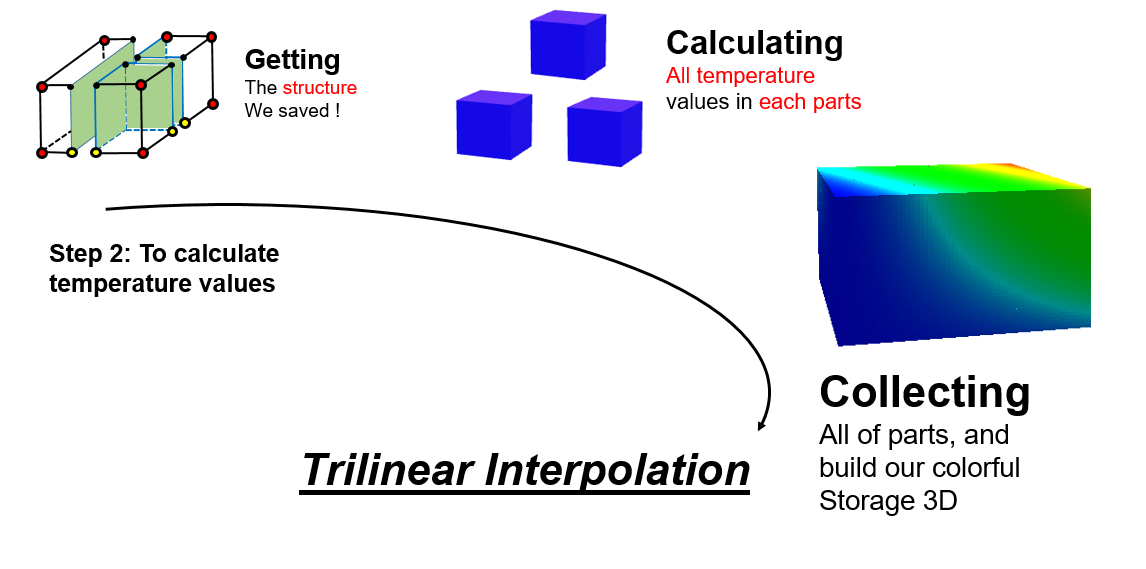 Getting
The structure
We saved !
Calculating
All temperature
values in each parts
Step 2: To calculate
temperature values
Trilinear Interpolation
Collecting
All of parts, and
build our colorful
Storage 3D